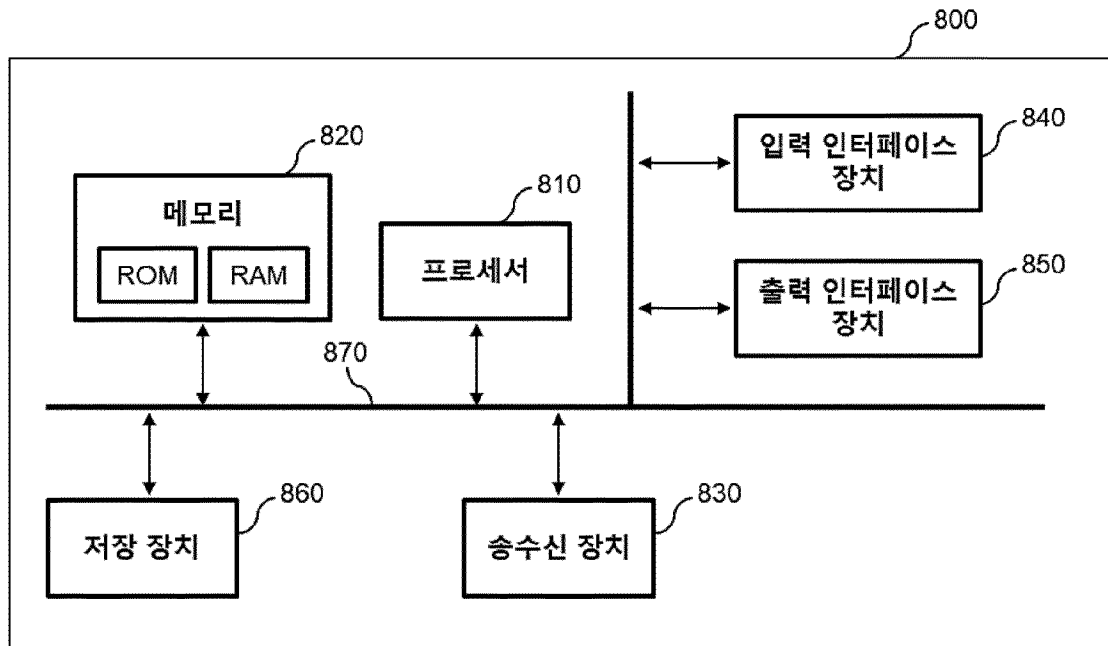 800
820
메모리
ROM
RAM
810
프로세서
840
입력 인터페이스
장치
850
출력 인터페이스
장치
870
860
저장 장치
830
송수신 장치